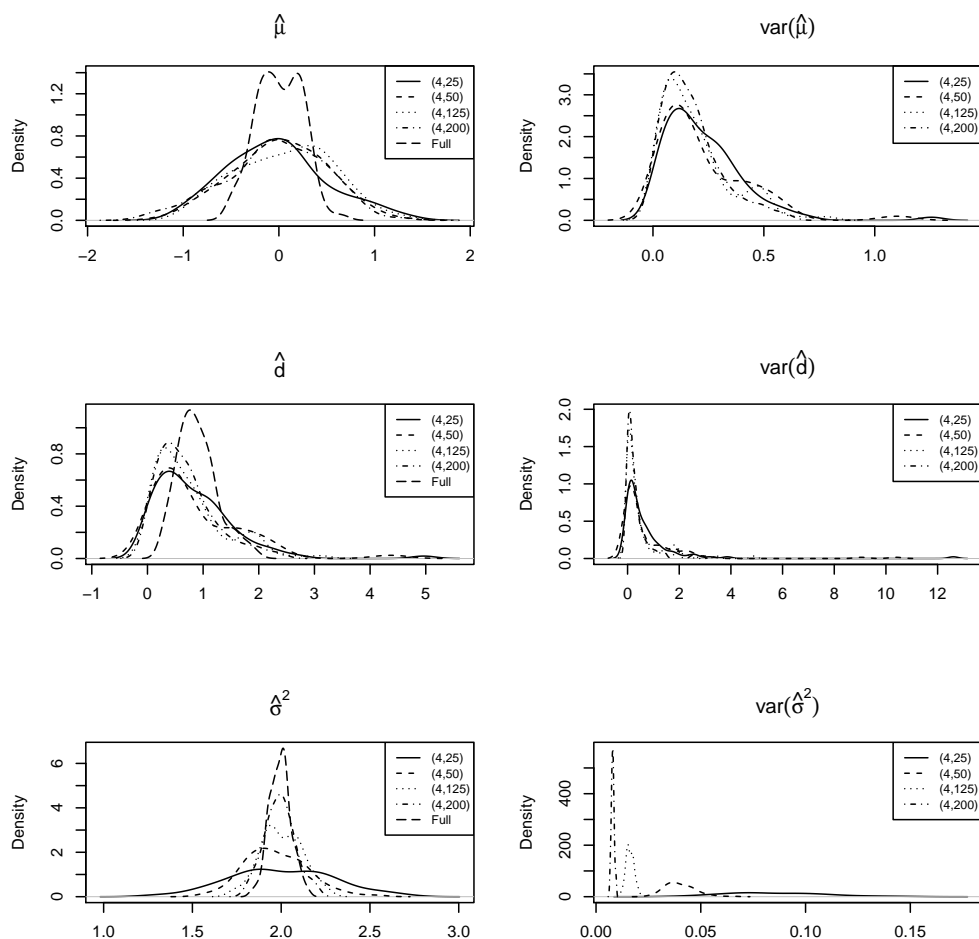 μ̂
var(μ̂)
Density
0.0 0.4 0.8 1.2
−2 −1 0 1 2
(4,25)
(4,50)
(4,125)
(4,200)
Full
Density
0.0 1.0 2.0 3.0
0.0 0.5 1.0
(4,25)
(4,50)
(4,125)
(4,200)
d̂
var(d̂)
Density
0.0 0.4 0.8
−1 0 1 2 3 4 5
(4,25)
(4,50)
(4,125)
(4,200)
Full
Density
0.0 0.5 1.0 1.5 2.0
0 2 4 6 8 10 12
(4,25)
(4,50)
(4,125)
(4,200)
σ̂²
var(σ̂²)
Density
0 2 4 6
1.0 1.5 2.0 2.5 3.0
(4,25)
(4,50)
(4,125)
(4,200)
Full
Density
0 200 400
0.00 0.05 0.10 0.15
(4,25)
(4,50)
(4,125)
(4,200)